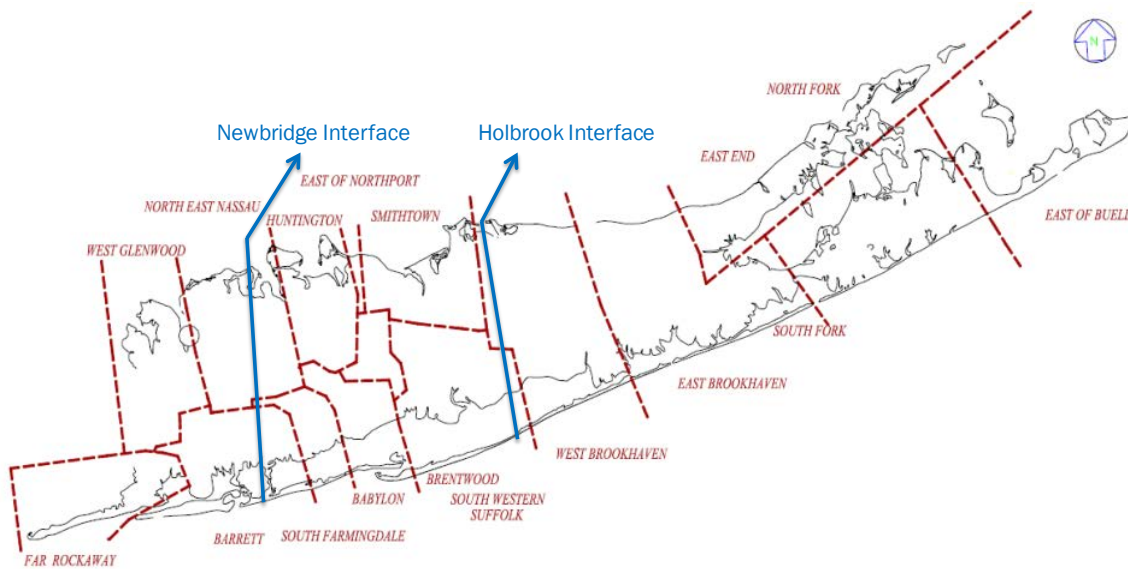 N
NORTH FORK
Newbridge Interface
Holbrook Interface
EAST END
EAST OF NORTHPORT
NORTH EAST NASSAU
HUNTINGTON
SMITHTOWN
EAST OF BUELL
WEST GLENWOOD
SOUTH FORK
EAST BROOKHAVEN
WEST BROOKHAVEN
BRENTWOOD
BABYLON
SOUTH WESTERN
SUFFOLK
BARRETT
SOUTH FARMINGDALE
FAR ROCKAWAY